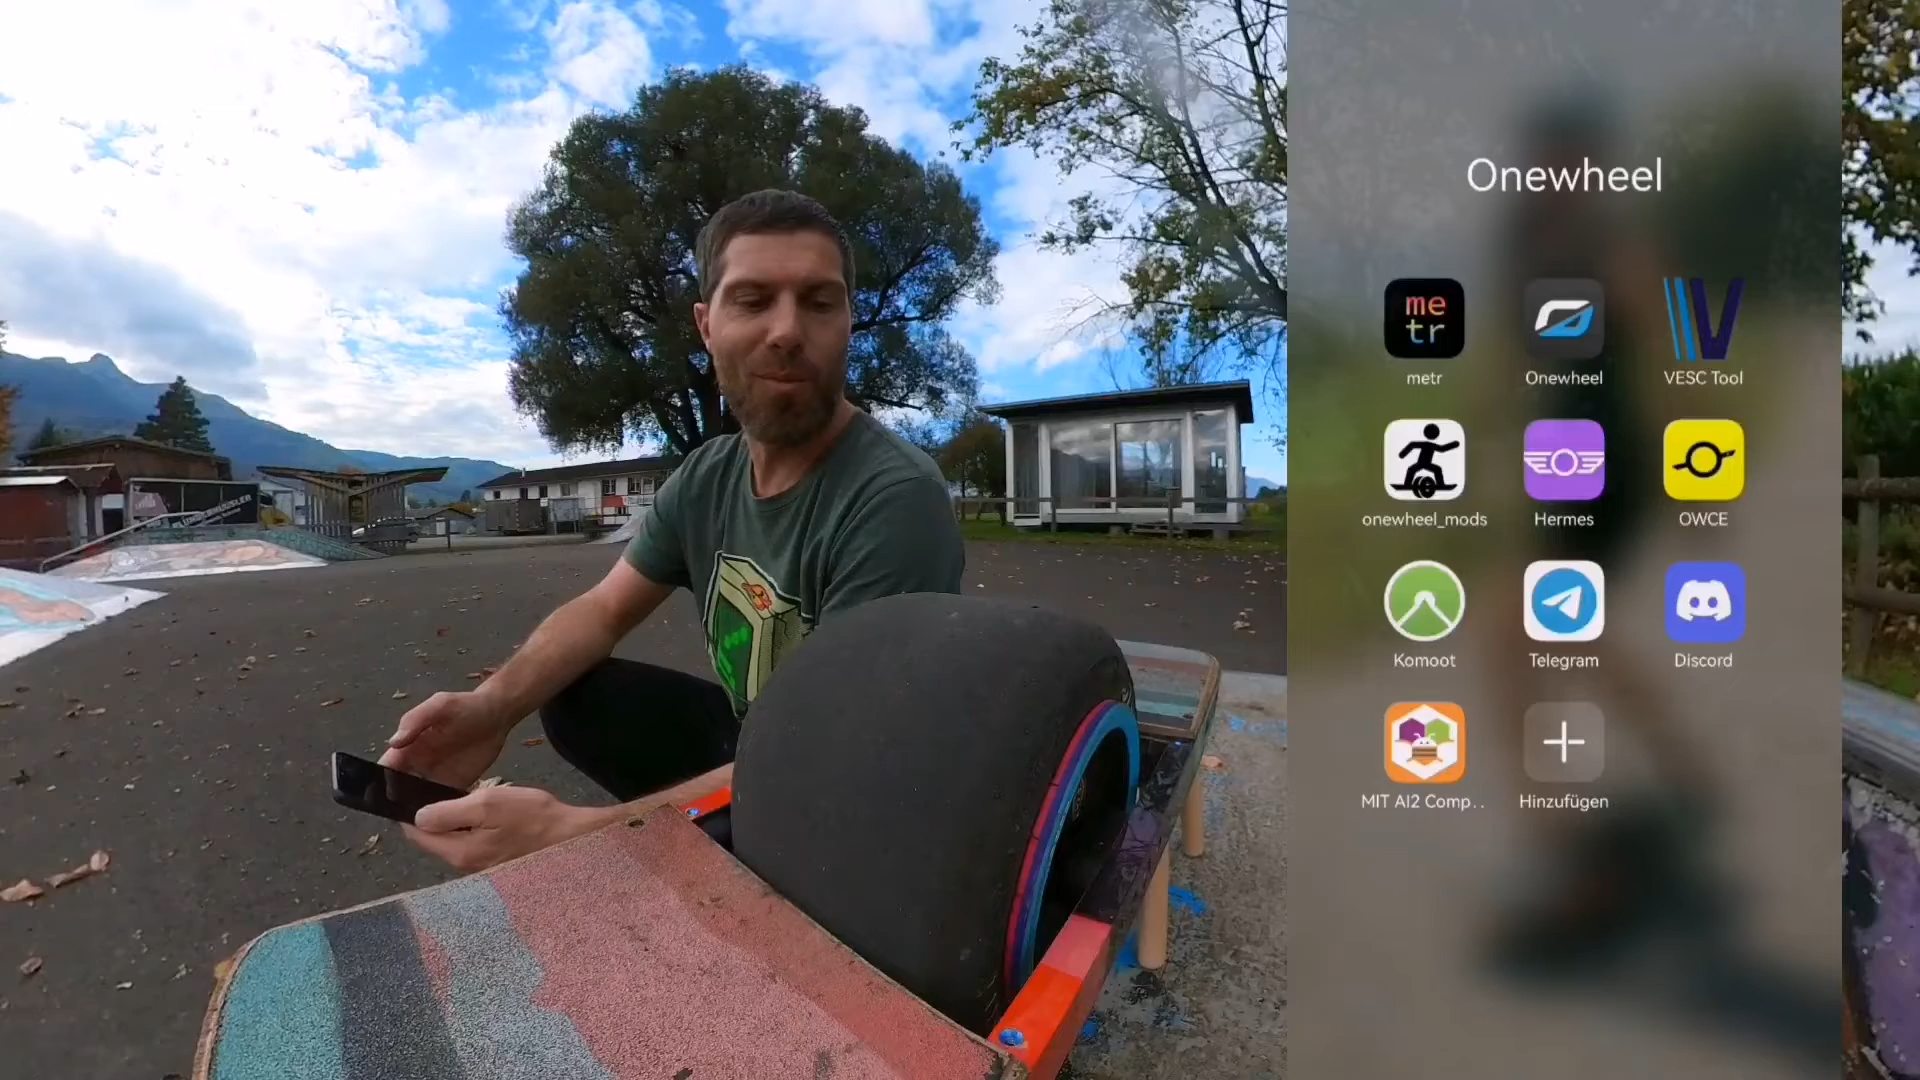 Onewheel
me
tr
metr
Onewheel
VESC Tool
onewheel_mods
Hermes
OWCE
Komoot
Telegram
Discord
MIT AI2 Comp..
Hinzufügen